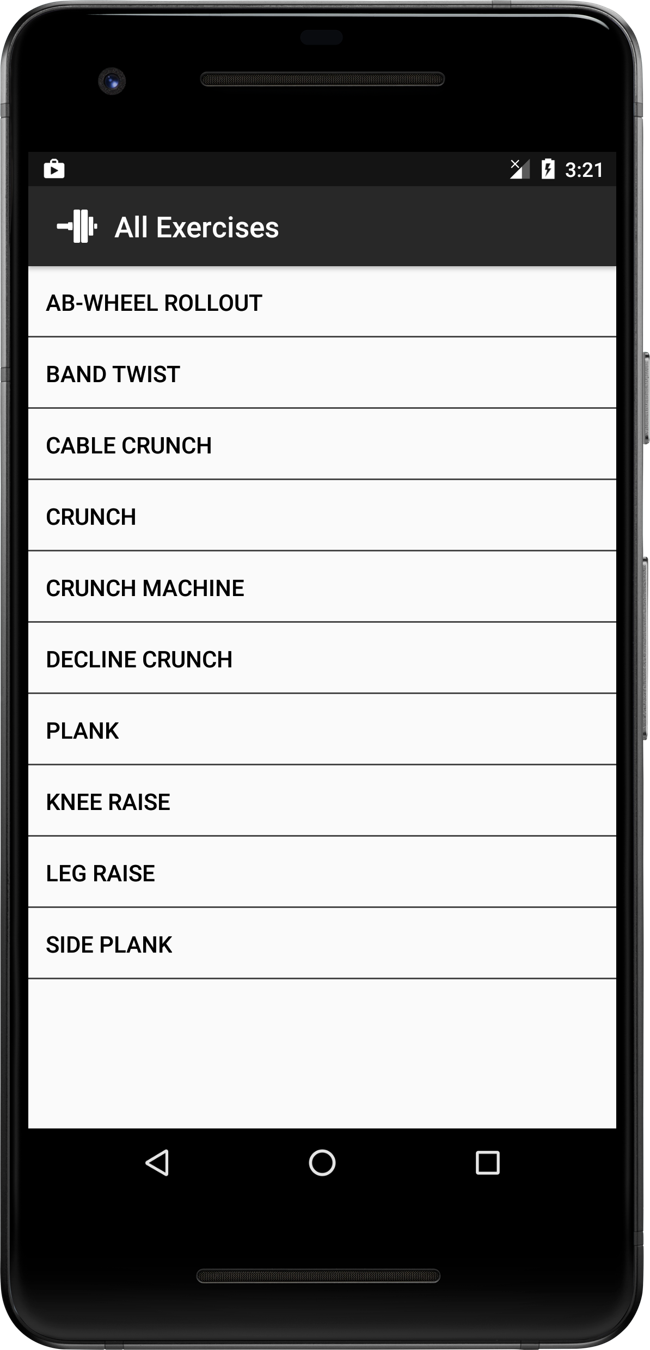 3:21
All Exercises
AB-WHEEL ROLLOUT
BAND TWIST
CABLE CRUNCH
CRUNCH
CRUNCH MACHINE
DECLINE CRUNCH
PLANK
KNEE RAISE
LEG RAISE
SIDE PLANK